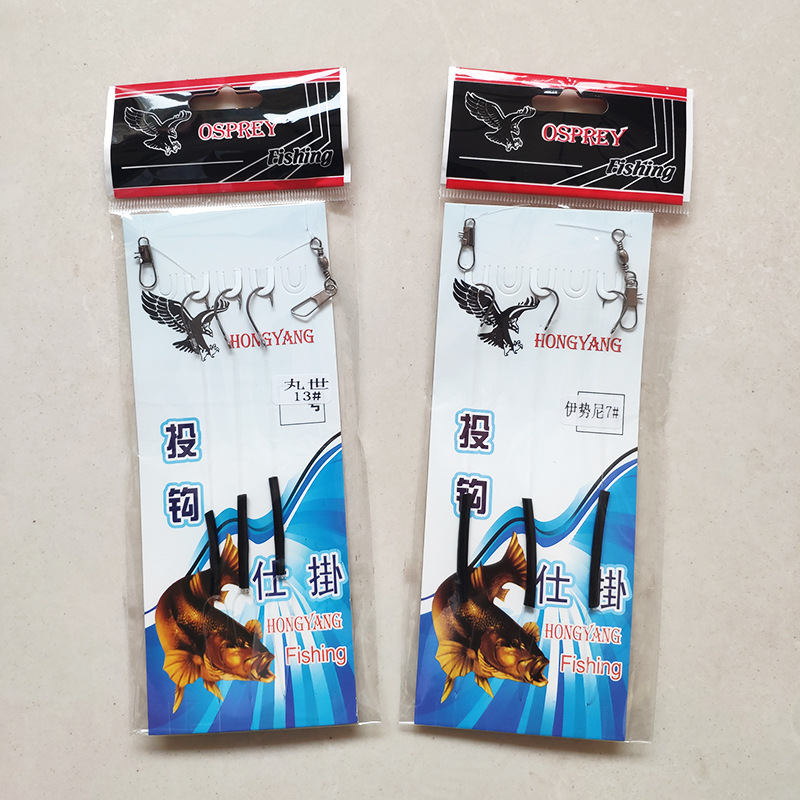 OSPREY
Fishing
HONGYANG
丸世
13#
号
投
钩
仕掛
HONGYANG
Fishing
OSPREY
Fishing
HONGYANG
伊势尼7#
投
钩
仕掛
HONGYANG
Fishing